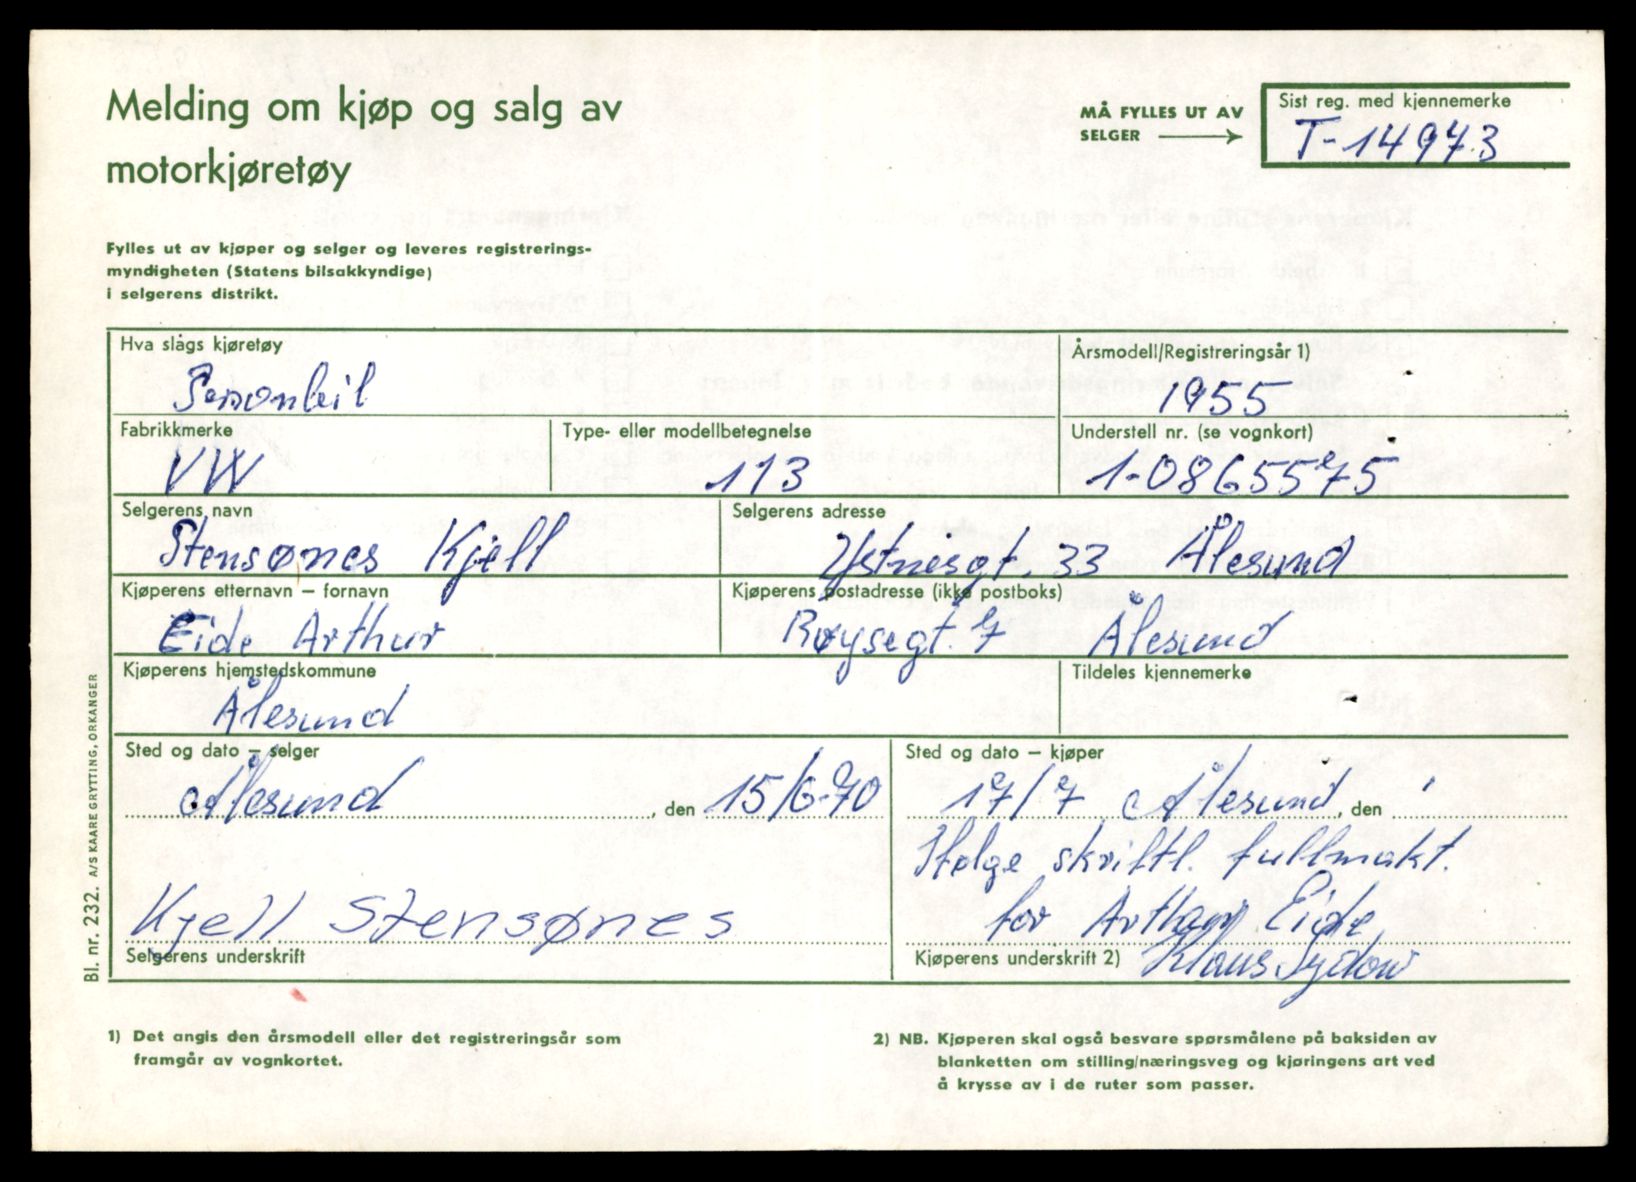 Melding om kjøp og salg av
motorkjøretøy
MÅ FYLLES UT AV
SELGER
Sist reg. med kjennemerke
T-14973
Fylles ut av kjøper og selger og leveres registrerings-
myndigheten (Statens bilsakkyndige)
i selgerens distrikt.
Hva slågs kjøretøy
Personbil
Årsmodell/Registreringsår 1)
1955
Fabrikkmerke
VW
Type- eller modellbetegnelse
113
Understell nr. (se vognkort)
1-0865575
Selgerens navn
Stensønes Kjell
Selgerens adresse
Ystnesgt. 33 Ålesund
Kjøperens etternavn – fornavn
Eide Arthur
Kjøperens postadresse (ikke postboks)
Røysegt. 7 Ålesund
Kjøperens hjemstedskommune
Ålesund
Tildeles kjennemerke
-
Sted og dato – selger
Ålesund, den 15/6-70
Sted og dato – kjøper
17/7 Ålesund, den
Ifølge skriftl. fullmakt.
for Arthur Eide
Kjell Stensønes
Selgerens underskrift
Kjøperens underskrift 2) Klaus Sydow
Bl. nr. 232. A/S KAARE GRYTTING, ORKANGER
1) Det angis den årsmodell eller det registreringsår som
framgår av vognkortet.
2) NB. Kjøperen skal også besvare spørsmålene på baksiden av
blanketten om stilling/næringsveg og kjøringens art ved
å krysse av i de ruter som passer.